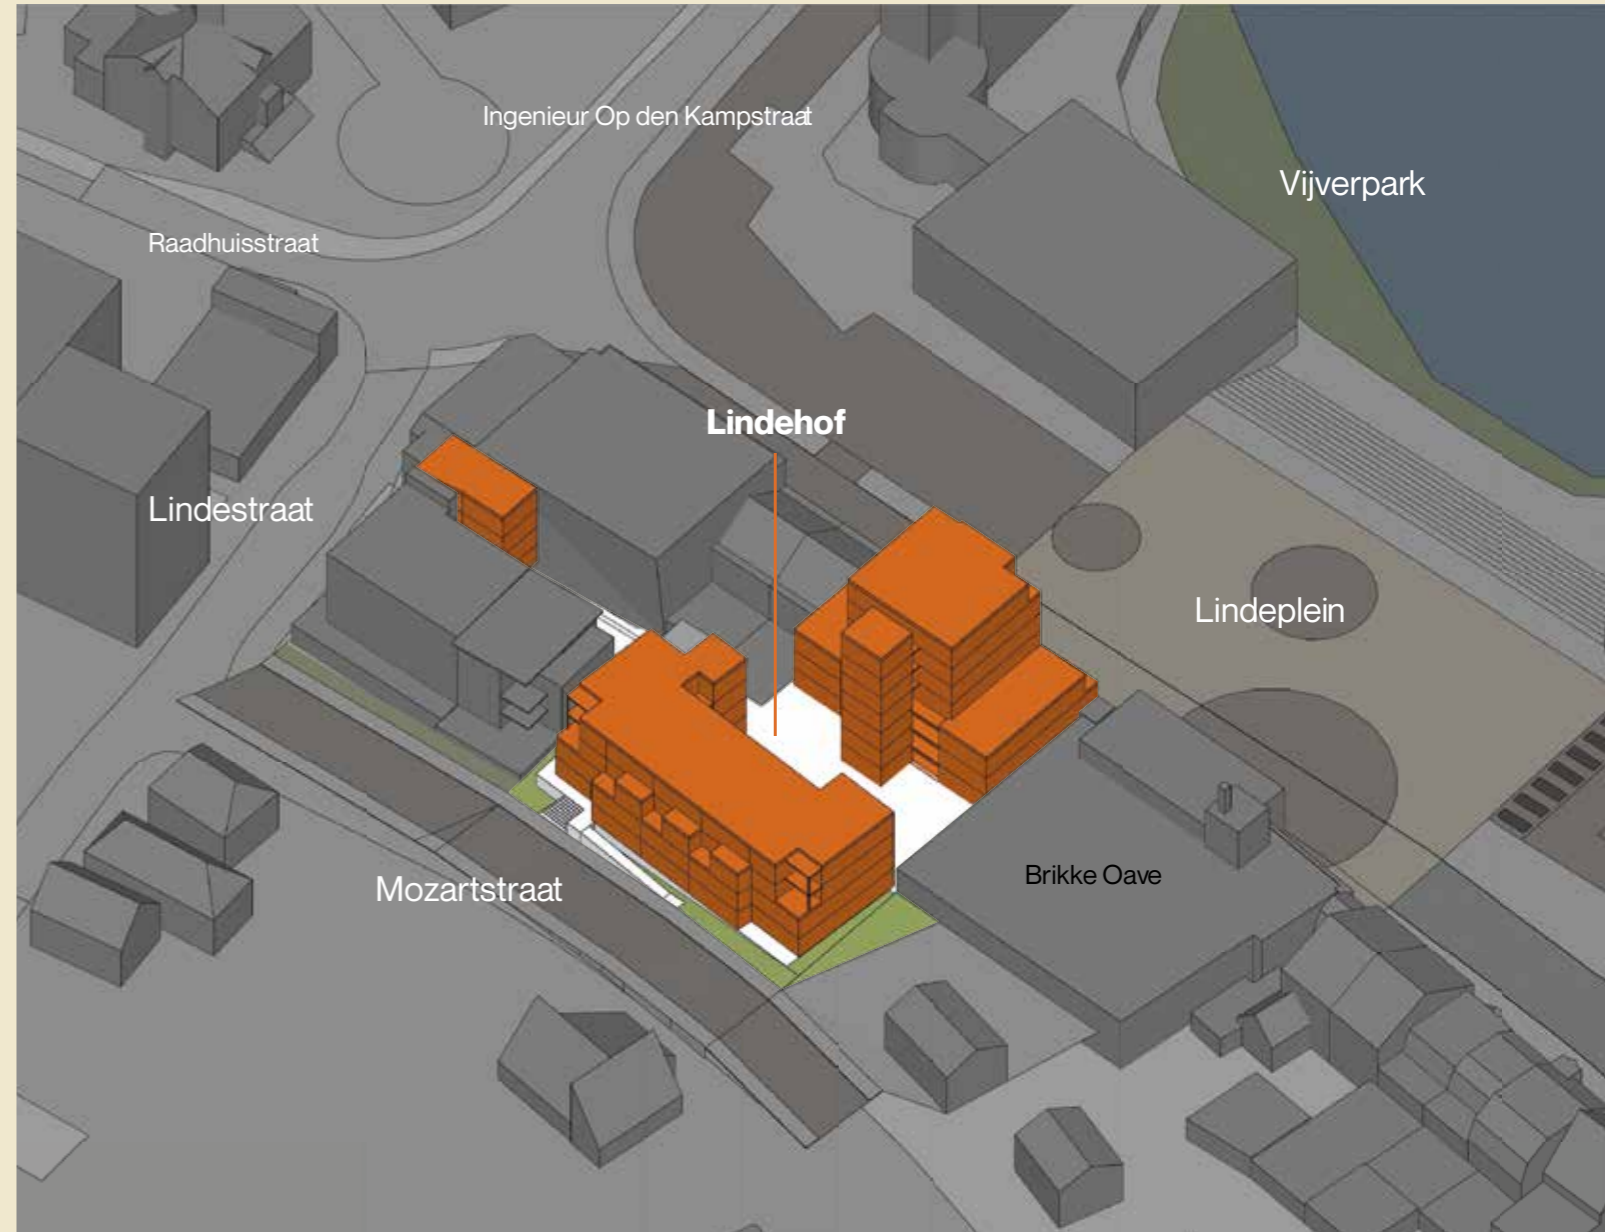 Ingenieur Op den Kampstraat
Vijverpark
Raadhuisstraat
Lindehof
Lindestraat
Lindeplein
Brikke Oave
Mozartstraat